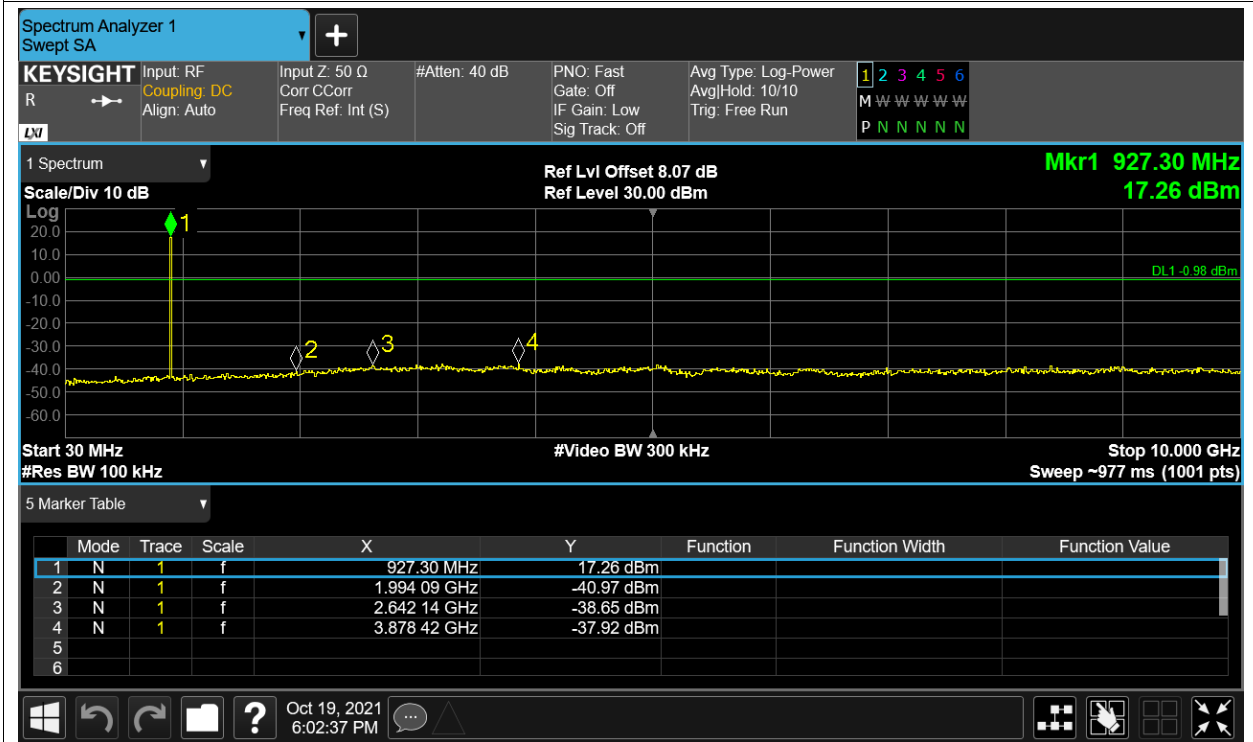 Spectrum Analyzer 1
Swept SA
KEYSIGHT
R
LXI
Input: RF
Coupling: DC
Align: Auto
Input Z: 50 Ω
Corr CCorr
Freq Ref: Int (S)
#Atten: 40 dB
PNO: Fast
Gate: Off
IF Gain: Low
Sig Track: Off
Avg Type: Log-Power
Avg|Hold: 10/10
Trig: Free Run
1 2 3 4 5 6
M W W W W W
P N N N N N
1 Spectrum
Scale/Div 10 dB
Ref Lvl Offset 8.07 dB
Ref Level 30.00 dBm
Mkr1 927.30 MHz
17.26 dBm
Log
20.0
10.0
0.00
-10.0
-20.0
-30.0
-40.0
-50.0
-60.0
1
2
3
4
DL1 -0.98 dBm
Start 30 MHz
#Video BW 300 kHz
Stop 10.000 GHz
#Res BW 100 kHz
Sweep ~977 ms (1001 pts)
5 Marker Table
Mode Trace Scale X Y Function Function Width Function Value
1 N 1 f 927.30 MHz 17.26 dBm
2 N 1 f 1.994 09 GHz -40.97 dBm
3 N 1 f 2.642 14 GHz -38.65 dBm
4 N 1 f 3.878 42 GHz -37.92 dBm
5
6
?
Oct 19, 2021
6:02:37 PM